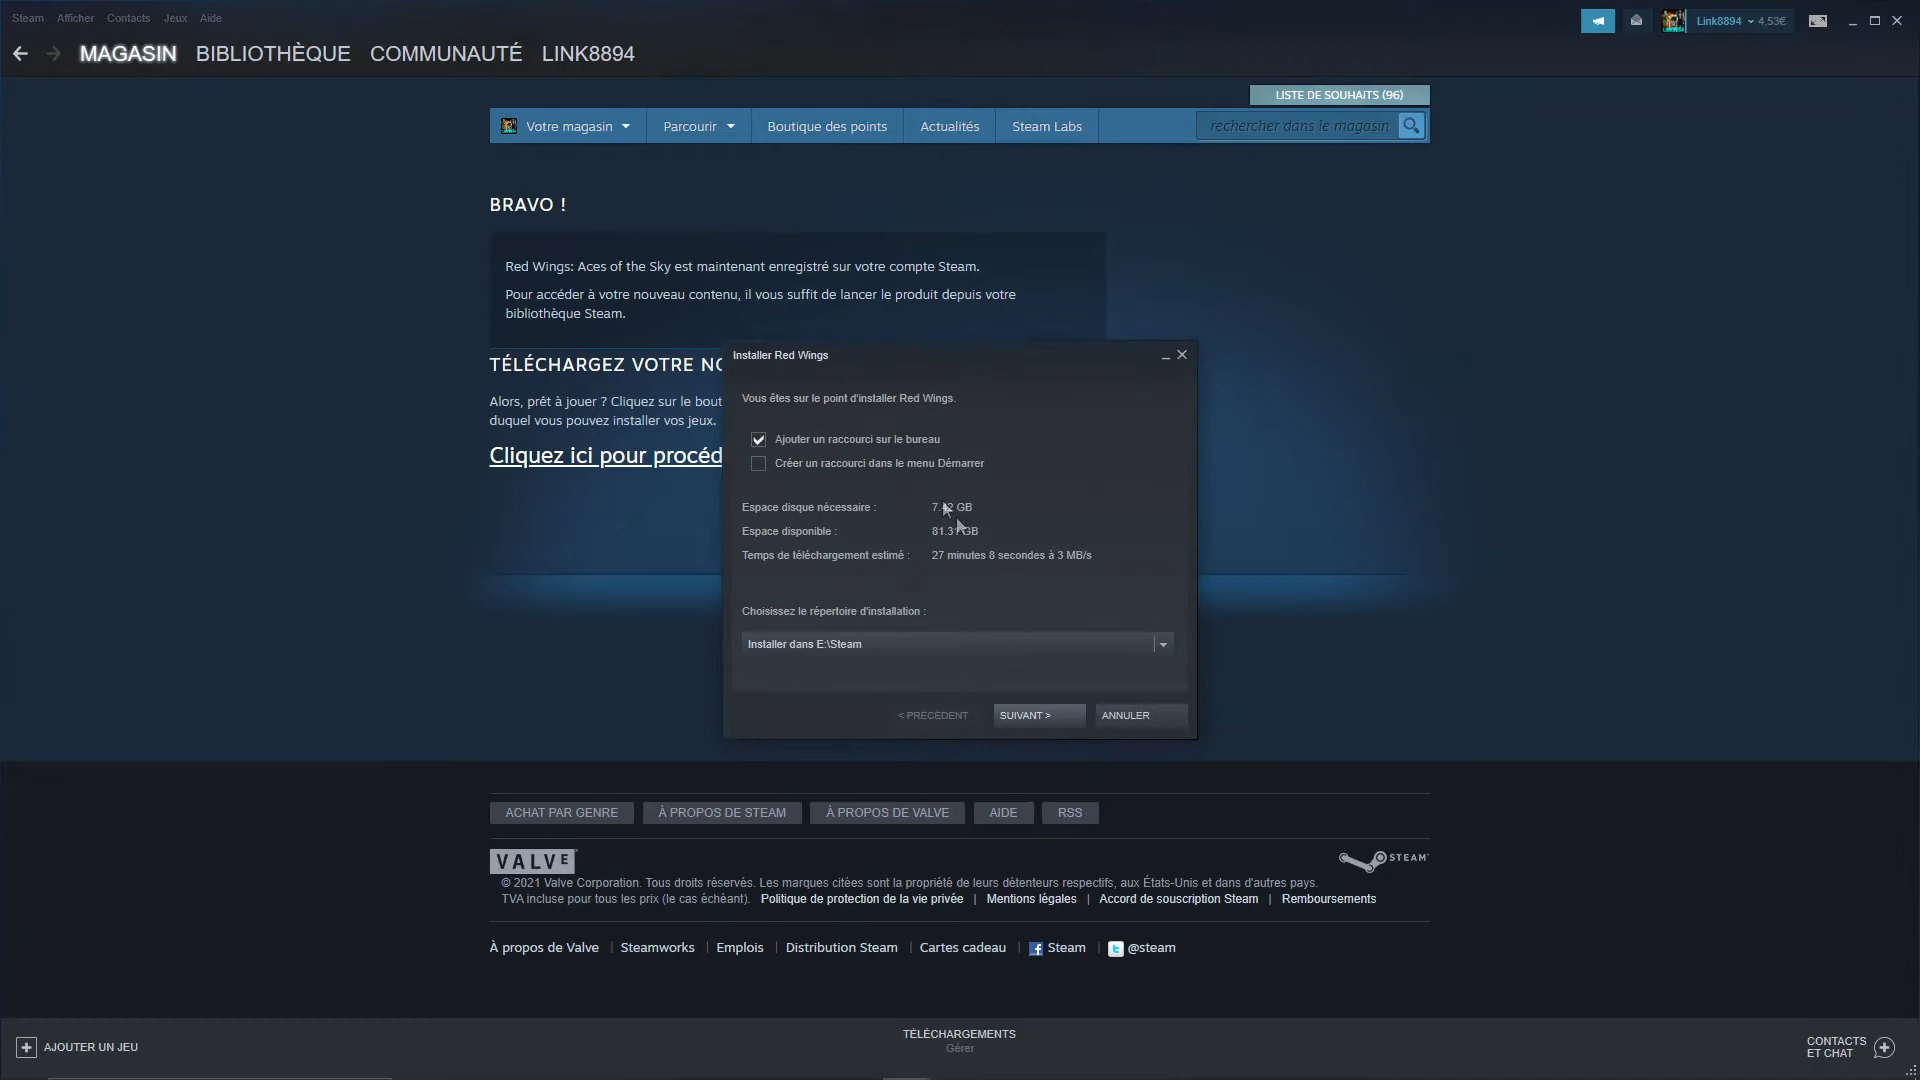 Steam Afficher Contacts Jeux Aide
Link8894 4,53€
MAGASIN BIBLIOTHÈQUE COMMUNAUTÉ LINK8894
LISTE DE SOUHAITS (96)
Votre magasin Parcourir Boutique des points Actualités Steam Labs rechercher dans le magasin
BRAVO !
Red Wings: Aces of the Sky est maintenant enregistré sur votre compte Steam.
Pour accéder à votre nouveau contenu, il vous suffit de lancer le produit depuis votre
bibliothèque Steam.
TÉLÉCHARGEZ VOTRE NO
Alors, prêt à jouer ? Cliquez sur le bout
duquel vous pouvez installer vos jeux.
Cliquez ici pour procéd
Installer Red Wings
Vous êtes sur le point d'installer Red Wings.
Ajouter un raccourci sur le bureau
Créer un raccourci dans le menu Démarrer
Espace disque nécessaire : GB
Espace disponible : GB
Temps de téléchargement estimé : 27 minutes 8 secondes à 3 MB/s
Choisissez le répertoire d'installation :
Installer dans E:\Steam
< PRÉCÉDENT SUIVANT > ANNULER
ACHAT PAR GENRE À PROPOS DE STEAM À PROPOS DE VALVE AIDE RSS
VALVE STEAM
© 2021 Valve Corporation. Tous droits réservés. Les marques citées sont la propriété de leurs détenteurs respectifs, aux États-Unis et dans d'autres pays.
TVA incluse pour tous les prix (le cas échéant). Politique de protection de la vie privée | Mentions légales | Accord de souscription Steam | Remboursements
À propos de Valve | Steamworks | Emplois | Distribution Steam | Cartes cadeau | Steam | @steam
AJOUTER UN JEU
TÉLÉCHARGEMENTS
Gérer
CONTACTS
ET CHAT